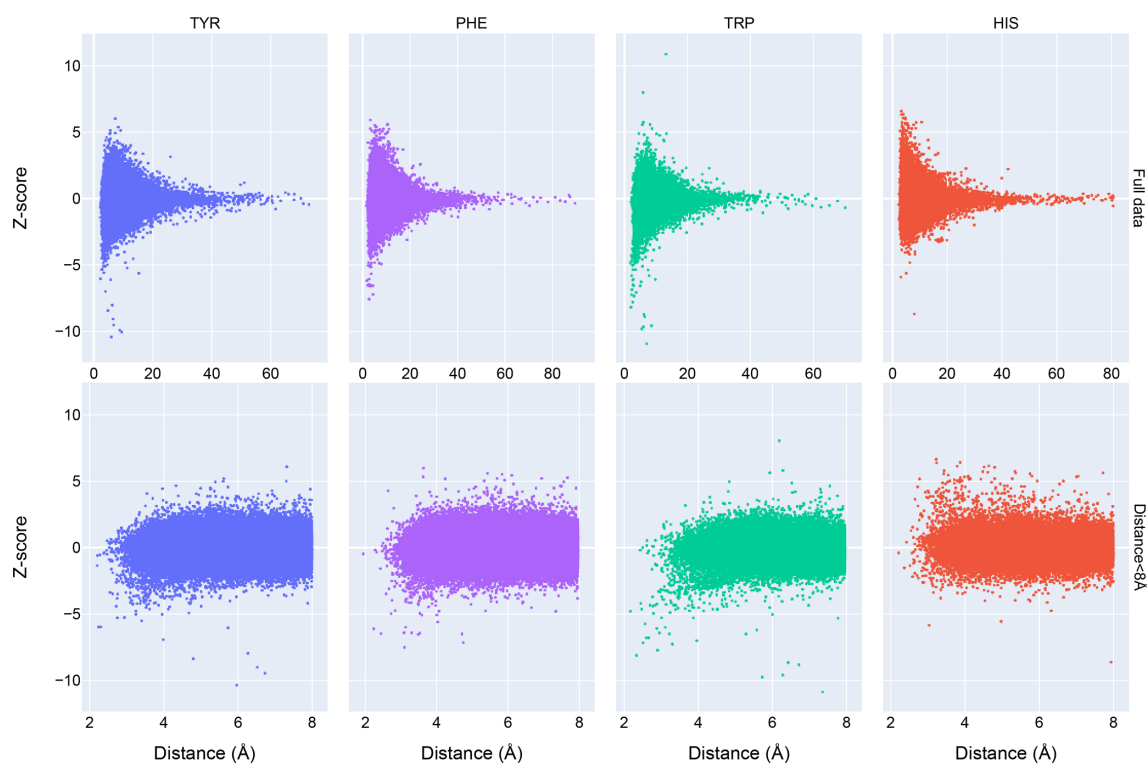 TYR PHE TRP HIS
10
5
0
−5
−10
Z-score
Full data
0 20 40 60 0 20 40 60 80 0 20 40 60 0 20 40 60 80
10
5
0
−5
−10
Z-score
Distance<8Å
2 4 6 8 2 4 6 8 2 4 6 8 2 4 6 8
Distance (Å) Distance (Å) Distance (Å) Distance (Å)